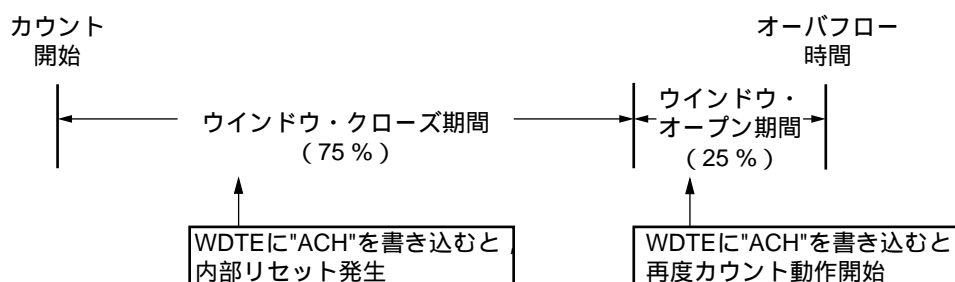 カウント
開始
オーバフロー
時間
ウインドウ・クローズ期間
(75 %)
ウインドウ・
オープン期間
(25 %)
WDTEに"ACH"を書き込むと
内部リセット発生
WDTEに"ACH"を書き込むと
再度カウント動作開始